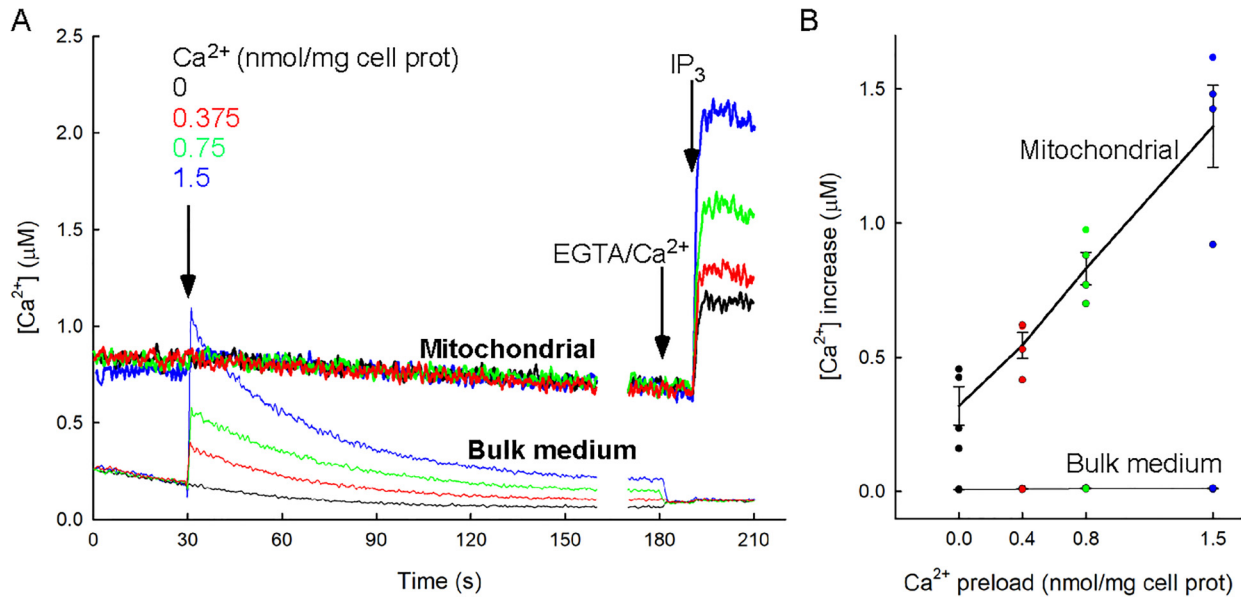 A
Ca²⁺ (nmol/mg cell prot)
0
0.375
0.75
1.5
IP₃
EGTA/Ca²⁺
Mitochondrial
Bulk medium
[Ca²⁺] (μM)
2.5
2.0
1.5
1.0
0.5
0.0
0 30 60 90 120 150 180 210
Time (s)
B
[Ca²⁺] increase (μM)
1.5
1.0
0.5
0.0
Mitochondrial
Bulk medium
0.0 0.4 0.8 1.5
Ca²⁺ preload (nmol/mg cell prot)